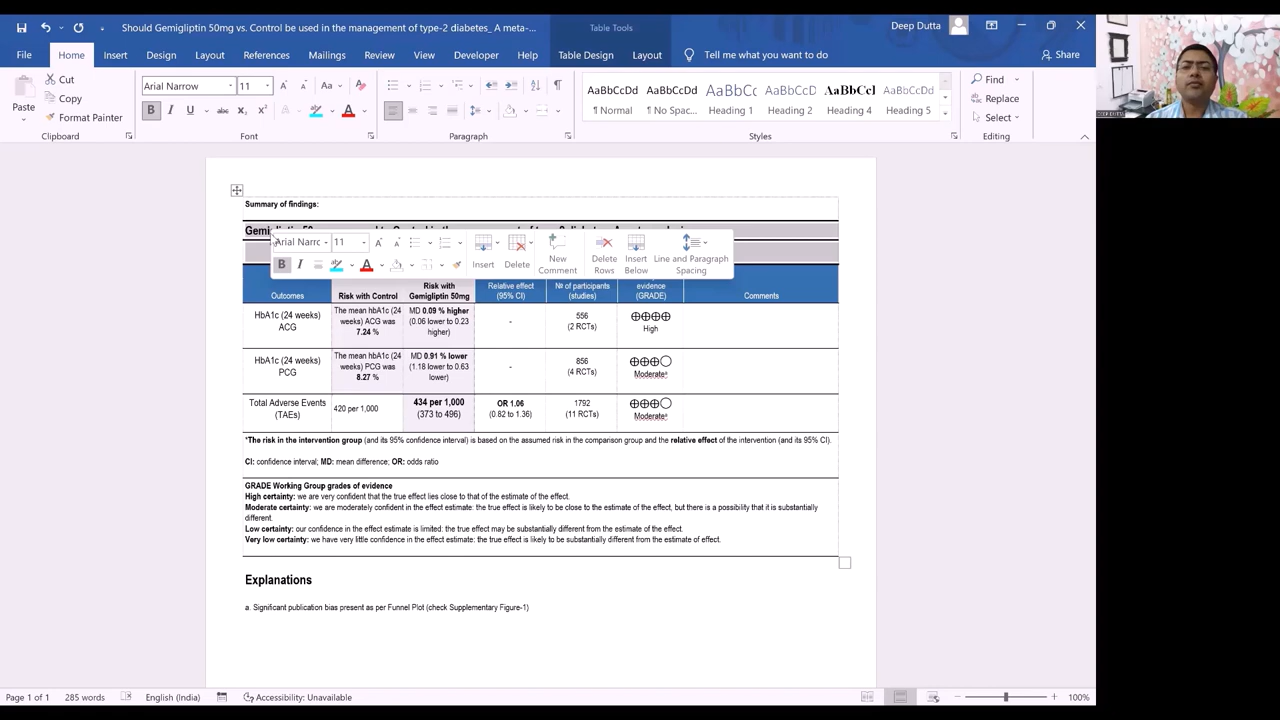 Should Gemigliptin 50mg vs. Control be used in the management of type-2 diabetes_ A meta-...
Table Tools
Deep Dutta
File Home Insert Design Layout References Mailings Review View Help Table Design Layout Tell me what you want to do Share
Paste
Cut
Copy
Format Painter
Clipboard
Arial Narrow 11
Font
Paragraph
AaBbCcDd AaBbCcDd AaBbCc AaBbCcDd AaBbCcI AaBbCcDd
¶ Normal ¶ No Spac... Heading 1 Heading 2 Heading 4 Heading 5
Styles
Find
Replace
Select
Editing
Summary of findings:
Gemigliptin 50
Arial Narrc 11
Insert Delete
New Comment
Delete Rows
Insert Below
Line and Paragraph Spacing
Outcomes
Risk with Control
Risk with Gemigliptin 50mg
Relative effect (95% CI)
№ of participants (studies)
evidence (GRADE)
Comments
HbA1c (24 weeks) ACG
The mean hbA1c (24 weeks) ACG was 7.24 %
MD 0.09 % higher (0.06 lower to 0.23 higher)
-
556 (2 RCTs)
⊕⊕⊕⊕ High
HbA1c (24 weeks) PCG
The mean hbA1c (24 weeks) PCG was 8.27 %
MD 0.91 % lower (1.18 lower to 0.63 lower)
-
856 (4 RCTs)
⊕⊕⊕◯ Moderateᵃ
Total Adverse Events (TAEs)
420 per 1,000
434 per 1,000 (373 to 496)
OR 1.06 (0.82 to 1.36)
1792 (11 RCTs)
⊕⊕⊕◯ Moderateᵃ
*The risk in the intervention group (and its 95% confidence interval) is based on the assumed risk in the comparison group and the relative effect of the intervention (and its 95% CI).
CI: confidence interval; MD: mean difference; OR: odds ratio
GRADE Working Group grades of evidence
High certainty: we are very confident that the true effect lies close to that of the estimate of the effect.
Moderate certainty: we are moderately confident in the effect estimate: the true effect is likely to be close to the estimate of the effect, but there is a possibility that it is substantially
different.
Low certainty: our confidence in the effect estimate is limited: the true effect may be substantially different from the estimate of the effect.
Very low certainty: we have very little confidence in the effect estimate: the true effect is likely to be substantially different from the estimate of effect.
Explanations
a. Significant publication bias present as per Funnel Plot (check Supplementary Figure-1)
Page 1 of 1 285 words English (India) Accessibility: Unavailable 100%